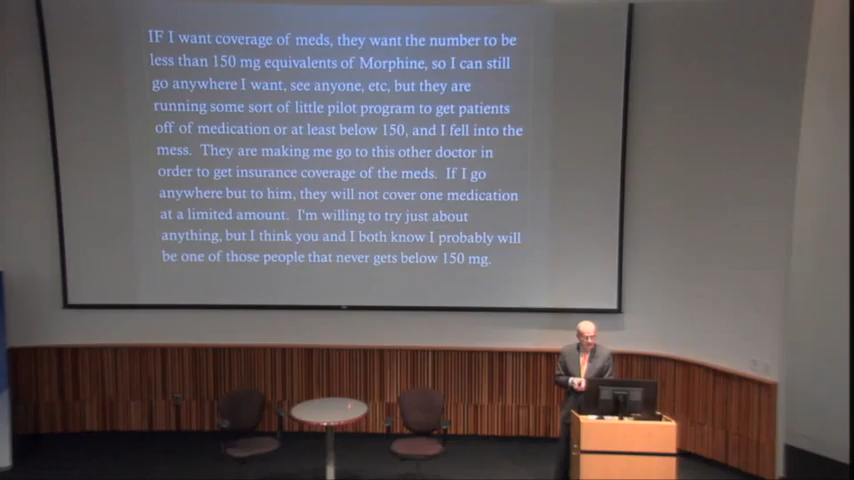 IF I want coverage of meds, they want the number to be
less than 150 mg equivalents of Morphine, so I can still
go anywhere I want, see anyone, etc, but they are
running some sort of little pilot program to get patients
off of medication or at least below 150, and I fell into the
mess.  They are making me go to this other doctor in
order to get insurance coverage of the meds.  If I go
anywhere but to him, they will not cover one medication
at a limited amount.  I'm willing to try just about
anything, but I think you and I both know I probably will
be one of those people that never gets below 150 mg.